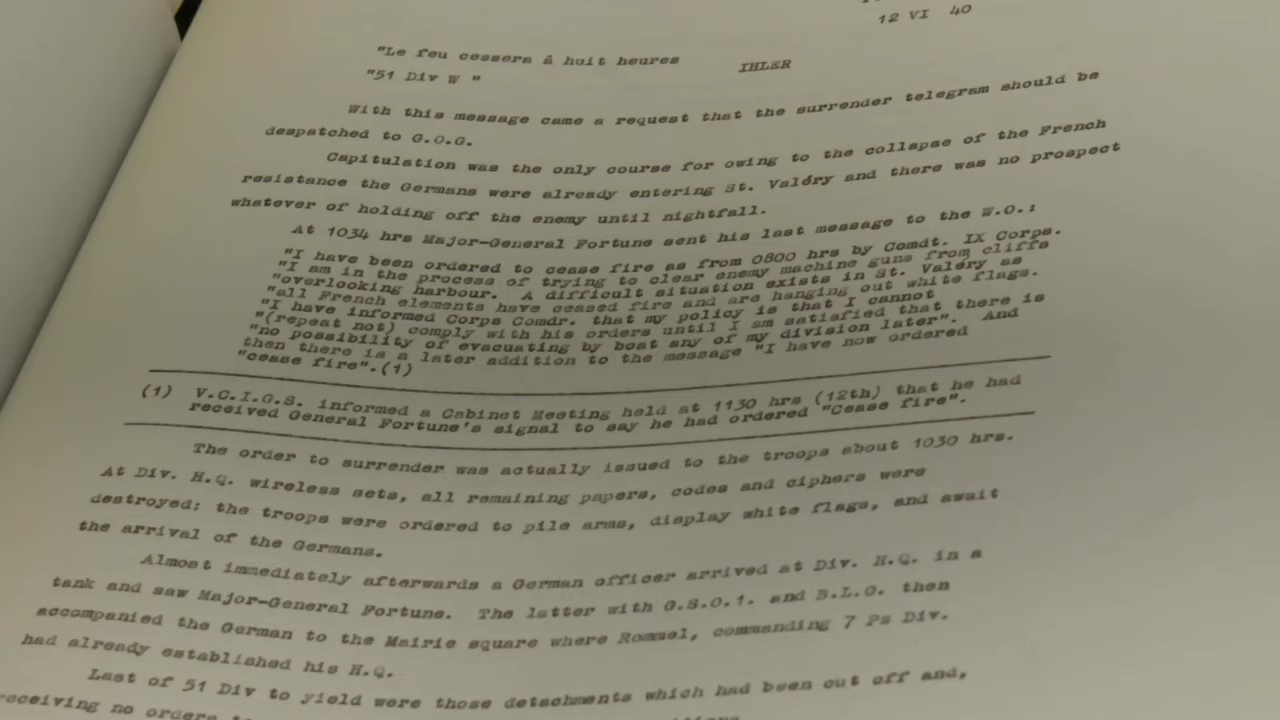 12 VI 40
"Le feu cessera à huit heures
IHLER
"51 Div W "
With this message came a request that the surrender telegram should be
despatched to G.O.G.
Capitulation was the only course for owing to the collapse of the French
resistance the Germans were already entering St. Valéry and there was no prospect
whatever of holding off the enemy until nightfall.
At 1034 hrs Major-General Fortune sent his last message to the W.O.:
"I have been ordered to cease fire as from 0800 hrs by Comdt. IX Corps.
"I am in the process of trying to clear enemy machine guns from cliffs
"overlooking harbour. A difficult situation exists in St. Valéry as
"all French elements have ceased fire and are hanging out white flags.
"I have informed Corps Comdr. that my policy is that I cannot
"(repeat not) comply with his orders until I am satisfied that there is
"no possibility of evacuating by boat any of my division later". And
then there is a later addition to the message "I have now ordered
"cease fire".(1)
(1) V.C.I.G.S. informed a Cabinet Meeting held at 1130 hrs (12th) that he had
received General Fortune's signal to say he had ordered "Cease fire".
The order to surrender was actually issued to the troops about 1030 hrs.
At Div. H.Q. wireless sets, all remaining papers, codes and ciphers were
destroyed; the troops were ordered to pile arms, display white flags, and await
the arrival of the Germans.
Almost immediately afterwards a German officer arrived at Div. H.Q. in a
tank and saw Major-General Fortune. The latter with G.S.O.1. and B.L.O. then
accompanied the German to the Mairie square where Rommel, commanding 7 Pz Div.
had already established his H.Q.
Last of 51 Div to yield were those detachments which had been cut off and,
receiving no orders